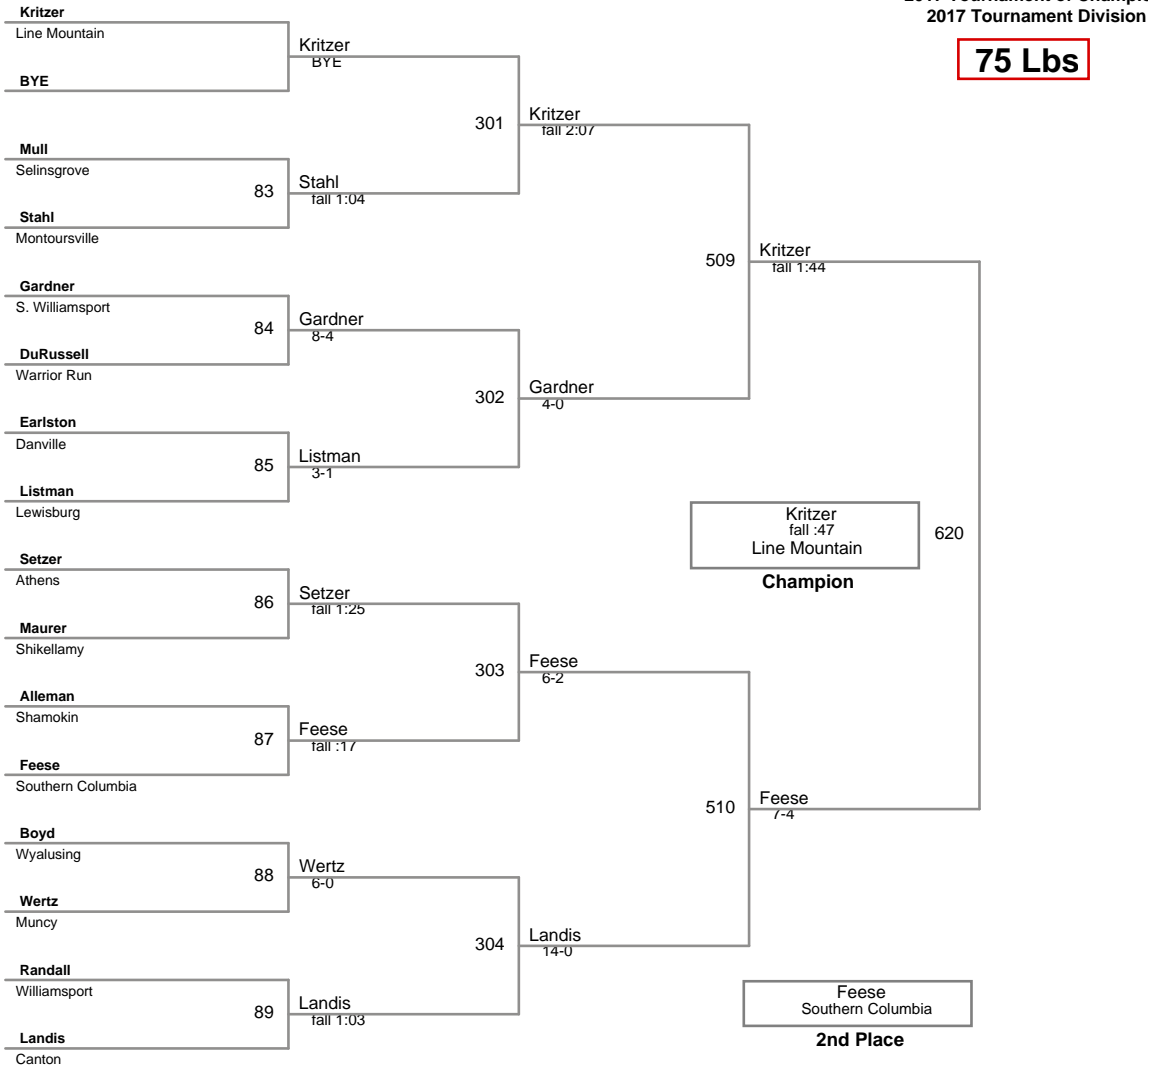 2017 Tournament Division
75 Lbs
Kritzer
Line Mountain
BYE
Kritzer
BYE
301
Kritzer
fall 2:07
Mull
Selinsgrove
83
Stahl
fall 1:04
Stahl
Montoursville
509
Kritzer
fall 1:44
Gardner
S. Williamsport
84
Gardner
8-4
DuRussell
Warrior Run
302
Gardner
4-0
Earlston
Danville
85
Listman
3-1
Listman
Lewisburg
Kritzer
fall :47
Line Mountain
Champion
620
Setzer
Athens
86
Setzer
fall 1:25
Maurer
Shikellamy
303
Feese
6-2
Alleman
Shamokin
87
Feese
fall :17
Feese
Southern Columbia
510
Feese
7-4
Boyd
Wyalusing
88
Wertz
6-0
Wertz
Muncy
304
Landis
14-0
Randall
Williamsport
89
Landis
fall 1:03
Landis
Canton
Feese
Southern Columbia
2nd Place